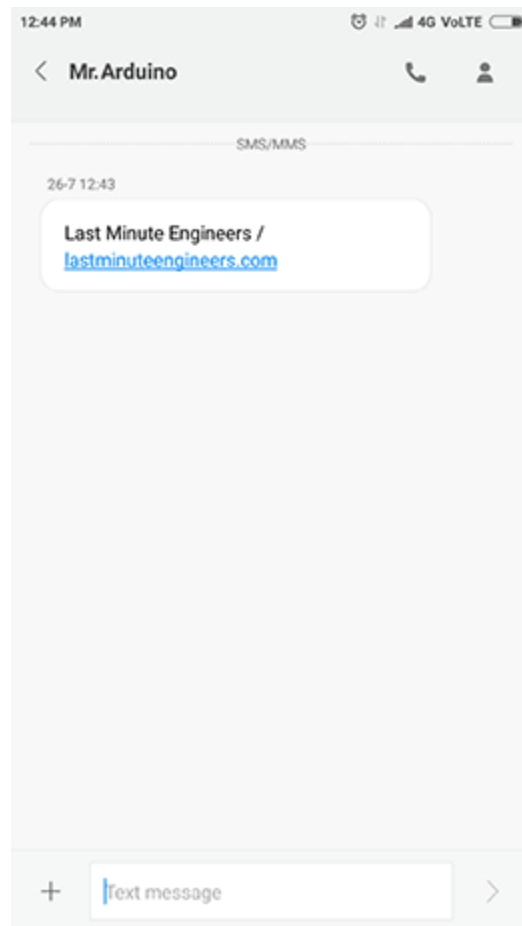 12:44 PM 4G VoLTE
Mr.Arduino
SMS/MMS
26-7 12:43
Last Minute Engineers /
lastminuteengineers.com
Text message